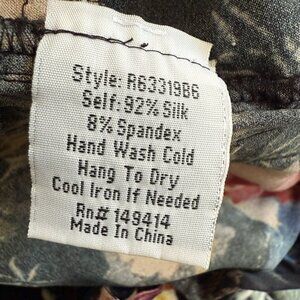 Style: R63319B6
Self: 92% Silk
8% Spandex
Hand Wash Cold
Hang To Dry
Cool Iron If Needed
Rn# 149414
Made In China